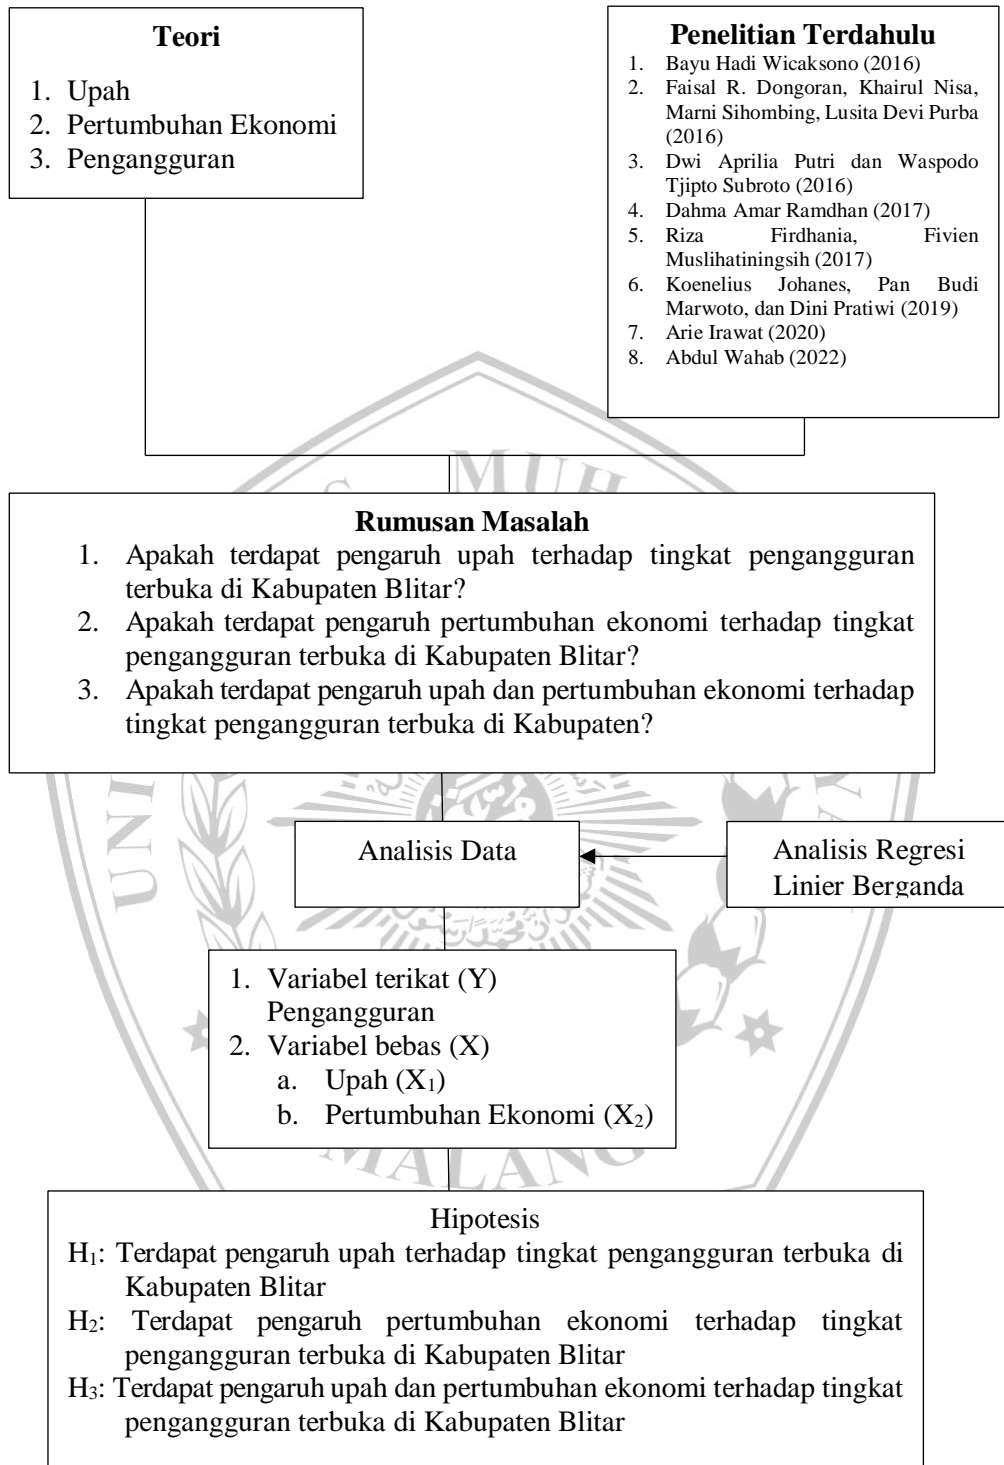 Teori
1. Upah
2. Pertumbuhan Ekonomi
3. Pengangguran
Penelitian Terdahulu
1. Bayu Hadi Wicaksono (2016)
2. Faisal R. Dongoran, Khairul Nisa,
Marni Sihombing, Lusita Devi Purba
(2016)
3. Dwi Aprilia Putri dan Waspodo
Tjipto Subroto (2016)
4. Dahma Amar Ramdhan (2017)
5. Riza Firdhania, Fivien
Muslihatiningsih (2017)
6. Koenelius Johanes, Pan Budi
Marwoto, dan Dini Pratiwi (2019)
7. Arie Irawat (2020)
8. Abdul Wahab (2022)
MUH
Rumusan Masalah
1. Apakah terdapat pengaruh upah terhadap tingkat pengangguran
terbuka di Kabupaten Blitar?
2. Apakah terdapat pengaruh pertumbuhan ekonomi terhadap tingkat
pengangguran terbuka di Kabupaten Blitar?
3. Apakah terdapat pengaruh upah dan pertumbuhan ekonomi terhadap
tingkat pengangguran terbuka di Kabupaten?
UNI
Analisis Data
Analisis Regresi
Linier Berganda
1. Variabel terikat (Y)
Pengangguran
2. Variabel bebas (X)
a. Upah (X₁)
b. Pertumbuhan Ekonomi (X₂)
MALANG
Hipotesis
H₁: Terdapat pengaruh upah terhadap tingkat pengangguran terbuka di
Kabupaten Blitar
H₂: Terdapat pengaruh pertumbuhan ekonomi terhadap tingkat
pengangguran terbuka di Kabupaten Blitar
H₃: Terdapat pengaruh upah dan pertumbuhan ekonomi terhadap tingkat
pengangguran terbuka di Kabupaten Blitar